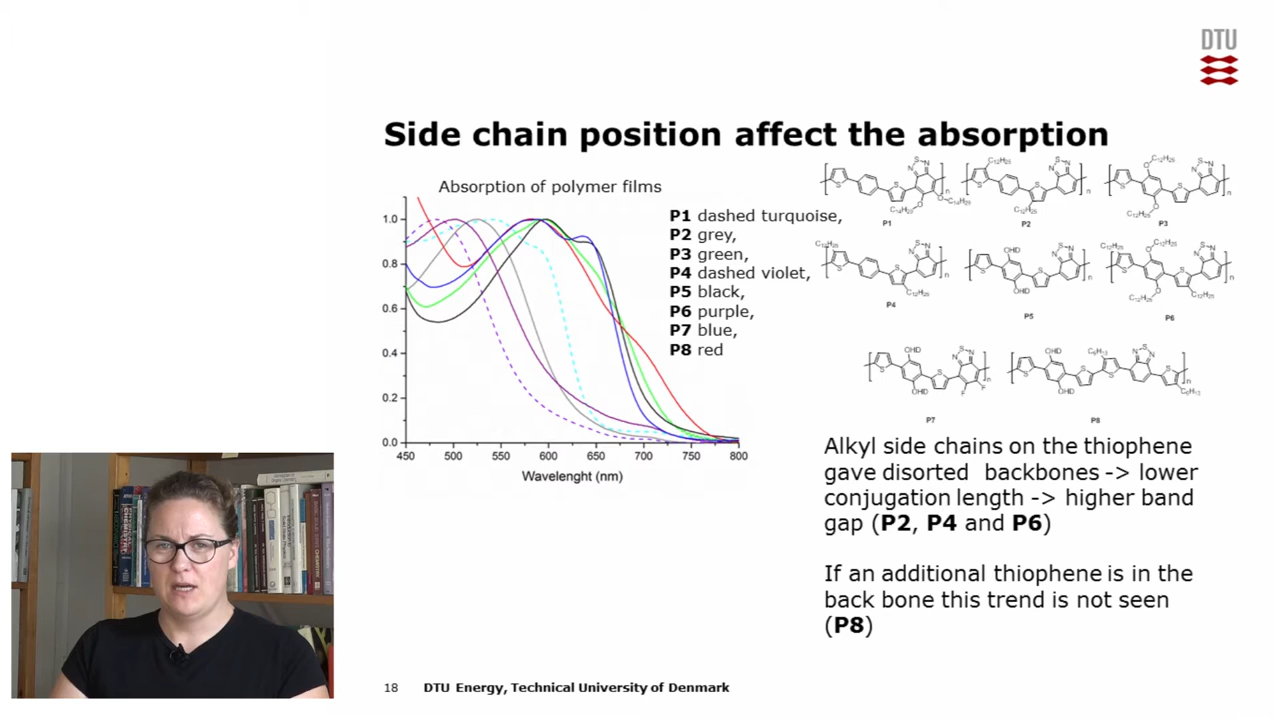 DTU
Side chain position affect the absorption
Absorption of polymer films
1.0
0.8
0.6
0.4
0.2
0.0
450 500 550 600 650 700 750 800
Wavelenght (nm)
P1 dashed turquoise,
P2 grey,
P3 green,
P4 dashed violet,
P5 black,
P6 purple,
P7 blue,
P8 red
P1
P2
P3
P4
P5
P6
P7
P8
Alkyl side chains on the thiophene
gave disorted backbones -> lower
conjugation length -> higher band
gap (P2, P4 and P6)
If an additional thiophene is in the
back bone this trend is not seen
(P8)
18 DTU Energy, Technical University of Denmark